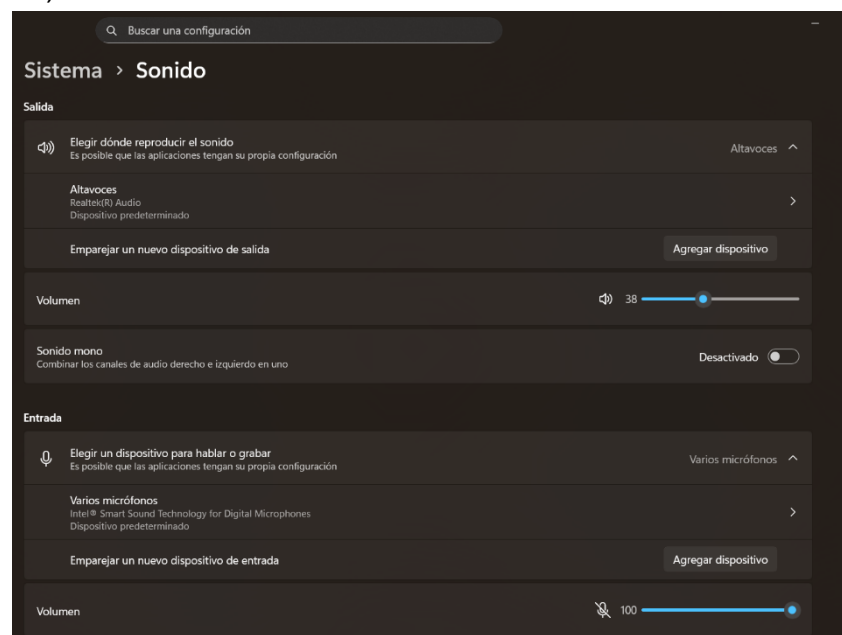 Buscar una configuración
Sistema > Sonido
Salida
Elegir dónde reproducir el sonido
Es posible que las aplicaciones tengan su propia configuración
Altavoces
Altavoces
Realtek(R) Audio
Dispositivo predeterminado
Emparejar un nuevo dispositivo de salida
Agregar dispositivo
Volumen
38
Sonido mono
Combinar los canales de audio derecho e izquierdo en uno
Desactivado
Entrada
Elegir un dispositivo para hablar o grabar
Es posible que las aplicaciones tengan su propia configuración
Varios micrófonos
Varios micrófonos
Intel® Smart Sound Technology for Digital Microphones
Dispositivo predeterminado
Emparejar un nuevo dispositivo de entrada
Agregar dispositivo
Volumen
100